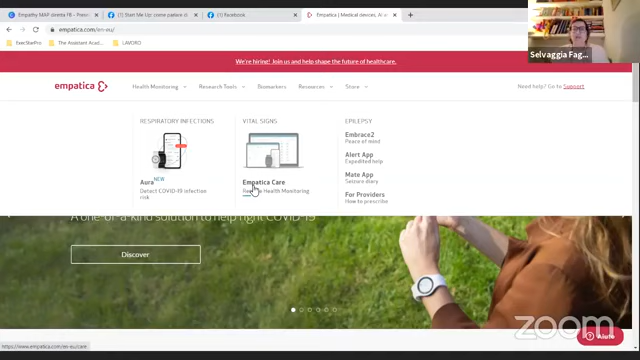 Empathy MAP diretta FB - Prese
(1) Start Me Up: come patire st
(1) Facebook
Empatica | Medical devices, AI a
empatica.com/en-eu/
ExecStarPro
The Assistant Acad...
LAVORO
Selvaggia Fag...
We're hiring! Join us and help shape the future of healthcare.
empatica
Health Monitoring
Research Tools
Biomarkers
Resources
Store
Need help? Go to Support
RESPIRATORY INFECTIONS
VITAL SIGNS
EPILEPSY
Aura NEW
Detect COVID-19 infection
risk
Empatica Care
Health Monitoring
Embrace2
Peace of mind
Alert App
Expedited help
Mate App
Seizure diary
For Providers
How to prescribe
A one-of-a-kind solution to help fight COVID-19
Discover
zoom
Aiuto
https://www.empatica.com/en-eu/care